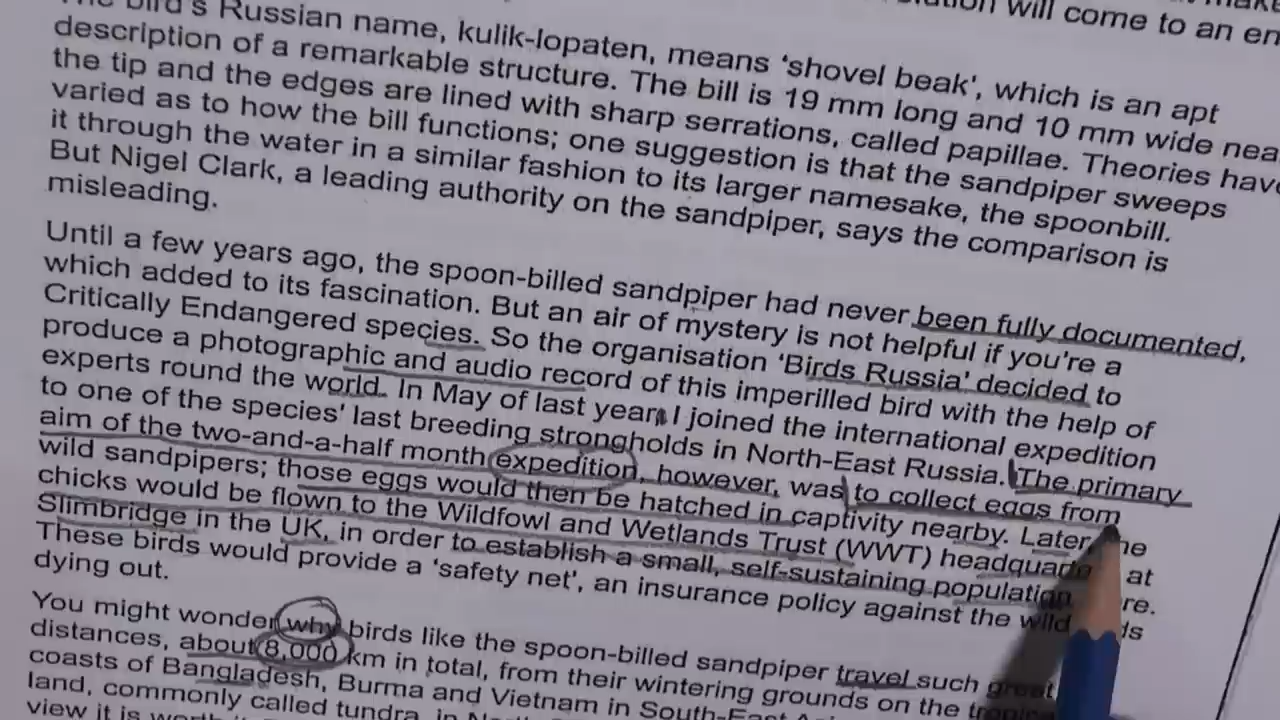 bird's Russian name, kulik-lopaten, means 'shovel beak', which is an apt
will come to an
description of a remarkable structure. The bill is 19 mm long and 10 mm wide
the tip and the edges are lined with sharp serrations, called papillae. Theories
varied as to how the bill functions; one suggestion is that the sandpiper sweeps
it through the water in a similar fashion to its larger namesake, the spoonbill.
But Nigel Clark, a leading authority on the sandpiper, says the comparison is
misleading.
Until a few years ago, the spoon-billed sandpiper had never been fully documented,
which added to its fascination. But an air of mystery is not helpful if you're a
Critically Endangered species. So the organisation 'Birds Russia' decided to
produce a photographic and audio record of this imperilled bird with the help of
experts round the world. In May of last year, I joined the international expedition
to one of the species' last breeding strongholds in North-East Russia. The primary
aim of the two-and-a-half month expedition, however, was to collect eggs from
wild sandpipers; those eggs would then be hatched in captivity nearby. Later
chicks would be flown to the Wildfowl and Wetlands Trust (WWT) at
Slimbridge in the UK, in order to establish a small, self-sustaining population
These birds would provide a 'safety net', an insurance policy against the wild
dying out.
You might wonder why birds like the spoon-billed sandpiper travel such
distances, about 8,000 km in total, from their wintering grounds on the
coasts of Bangladesh, Burma and Vietnam in South-East
land, commonly called tundra, in
view it is